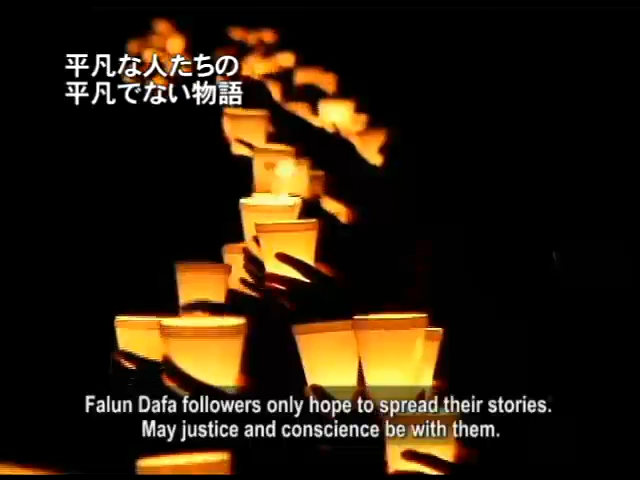 平凡な人たちの
平凡でない物語
Falun Dafa followers only hope to spread their stories.
May justice and conscience be with them.